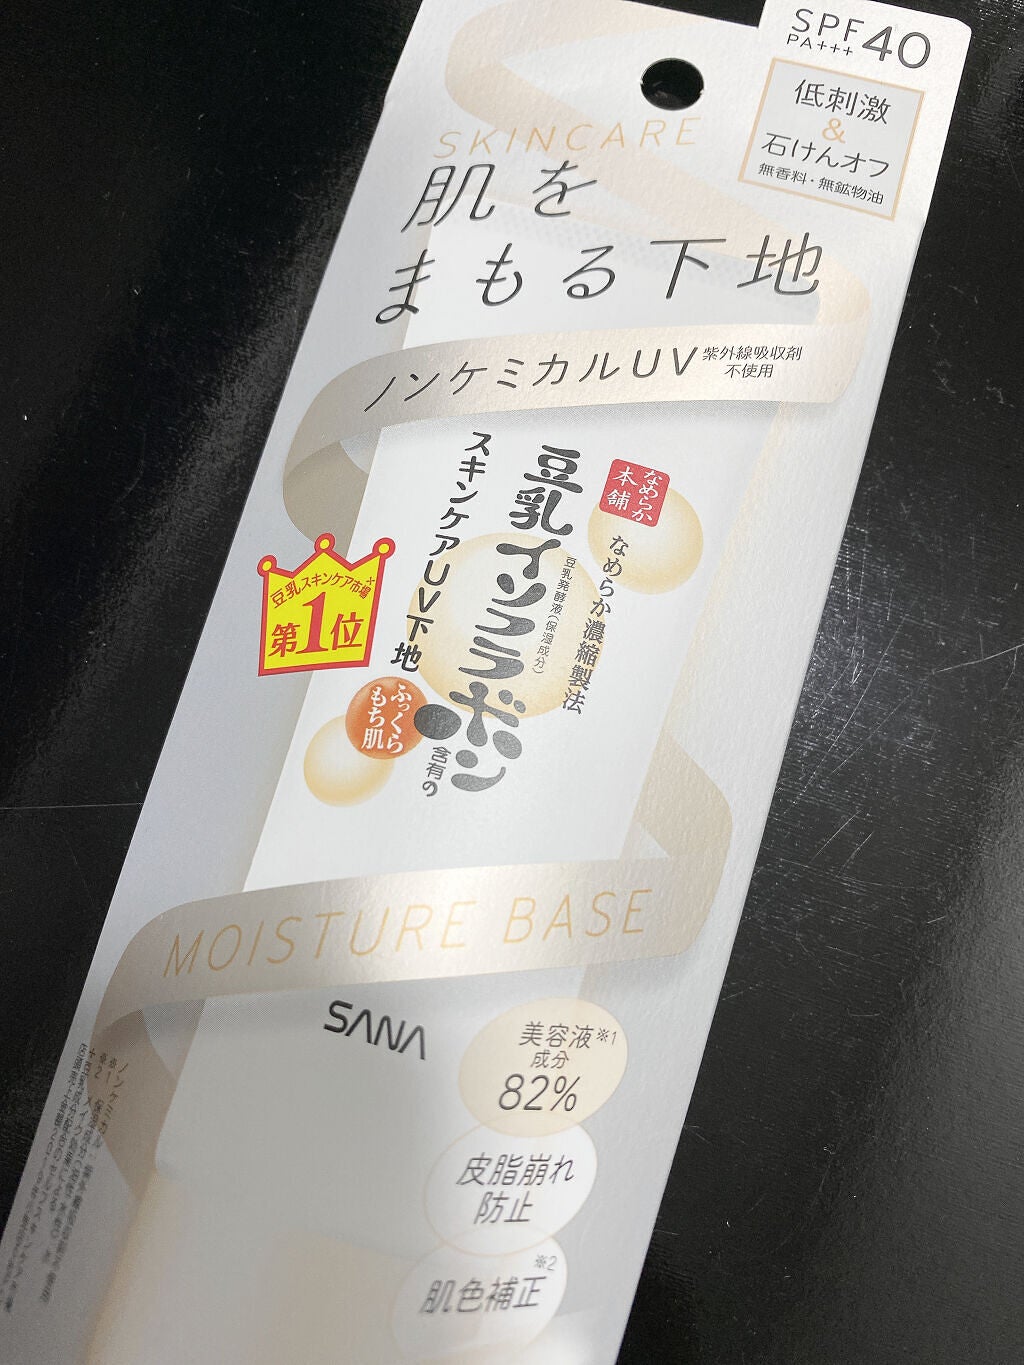 SPF40
PA+++
低刺激
&
石けんオフ
無香料・無鉱物油
SKINCARE
肌を
まもる下地
ノンケミカルUV
紫外線吸収剤
不使用
なめらか
本舗
なめらか濃縮製法
豆乳イソフラボン
豆乳発酵液(保湿成分)
含有の
スキンケアUV下地
ふっくら
もち肌
豆乳スキンケア市場
第1位
MOISTURE BASE
SANA
美容液※1
成分
82%
皮脂崩れ
防止
※2
肌色補正